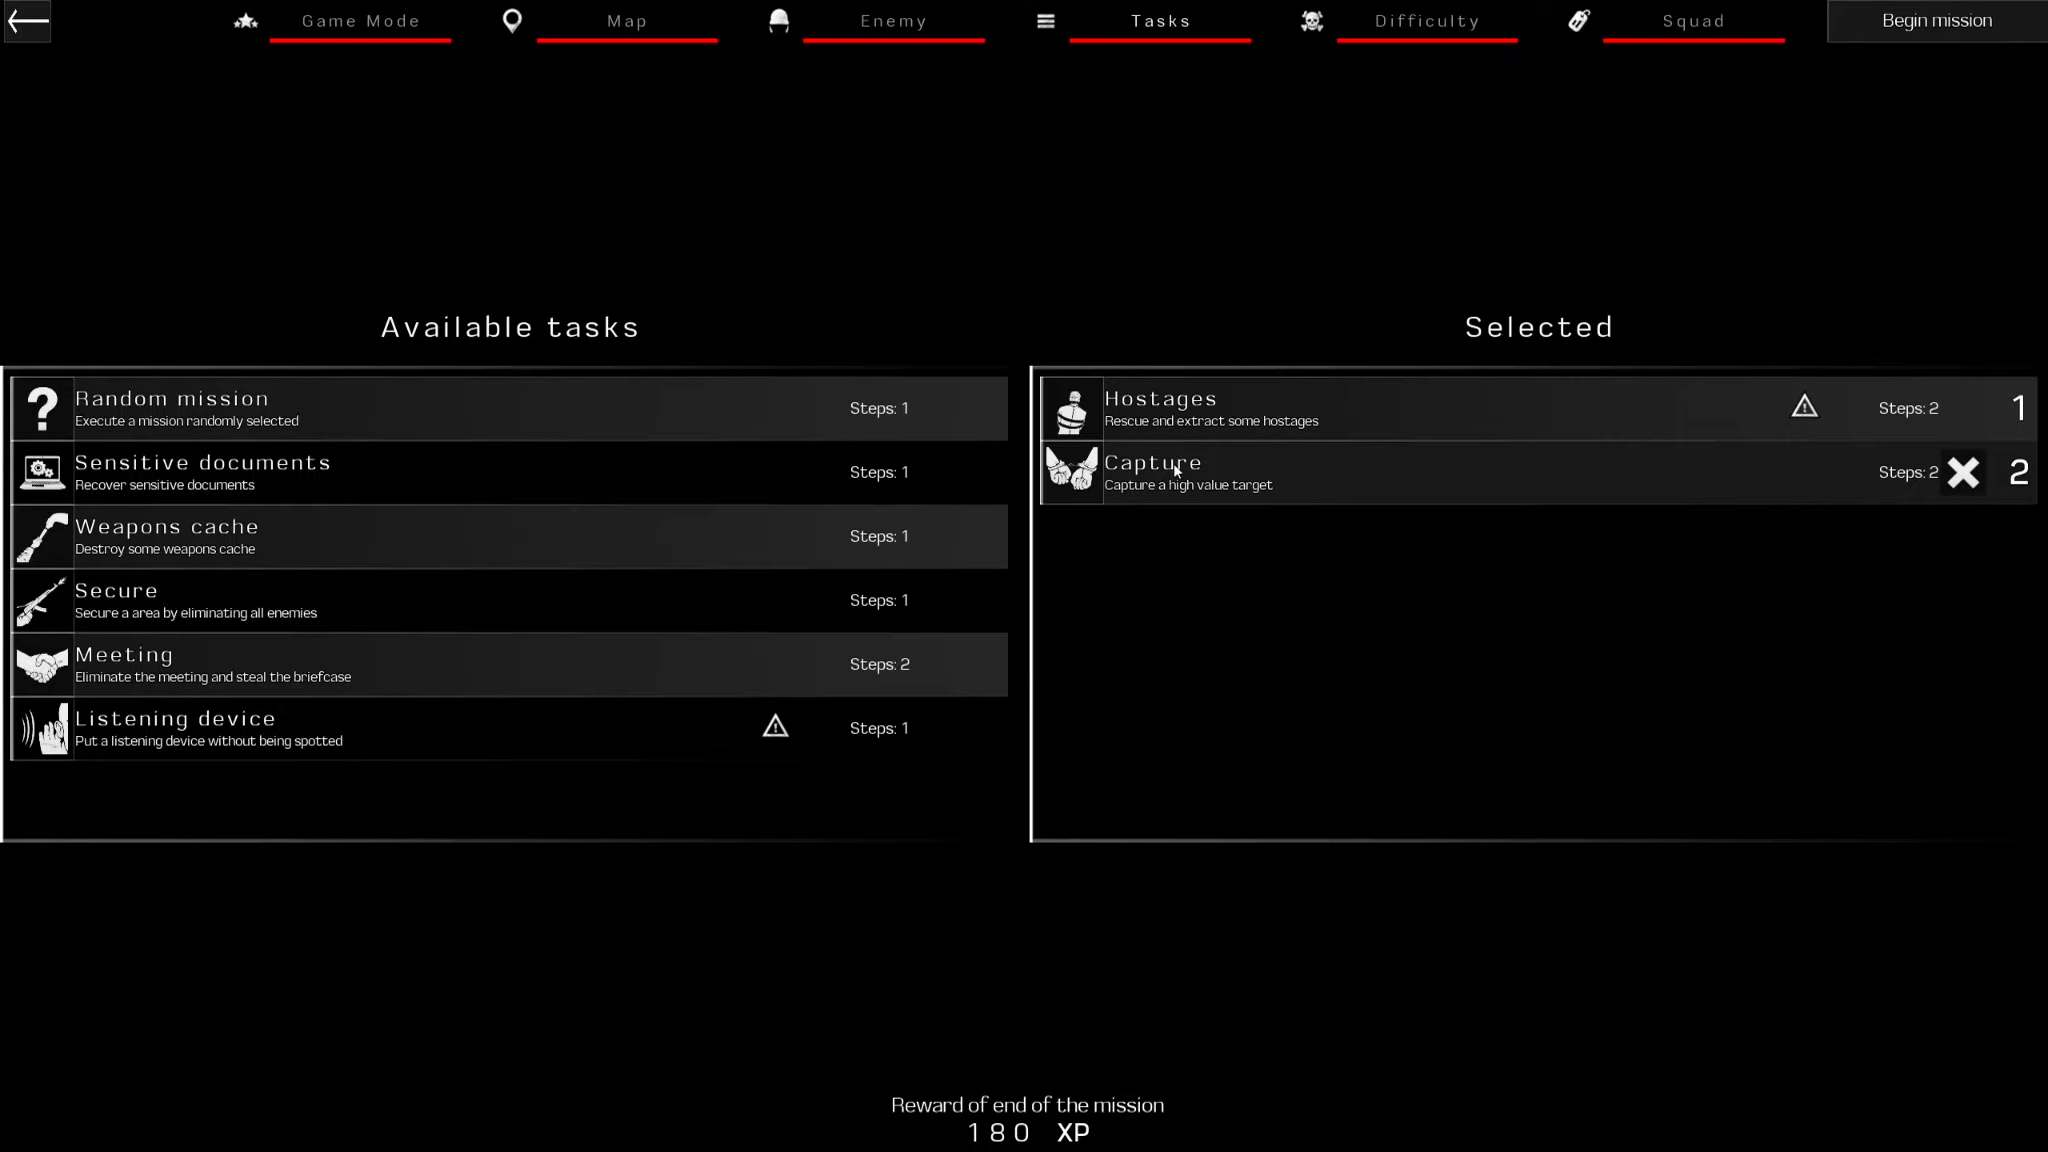 Game Mode
Map
Enemy
Tasks
Difficulty
Squad
Begin mission
Available tasks
Random mission
Execute a mission randomly selected
Steps: 1
Sensitive documents
Recover sensitive documents
Steps: 1
Weapons cache
Destroy some weapons cache
Steps: 1
Secure
Secure a area by eliminating all enemies
Steps: 1
Meeting
Eliminate the meeting and steal the briefcase
Steps: 2
Listening device
Put a listening device without being spotted
Steps: 1
Selected
Hostages
Rescue and extract some hostages
Steps: 2
1
Capture
Capture a high value target
Steps: 2
2
Reward of end of the mission
180 XP